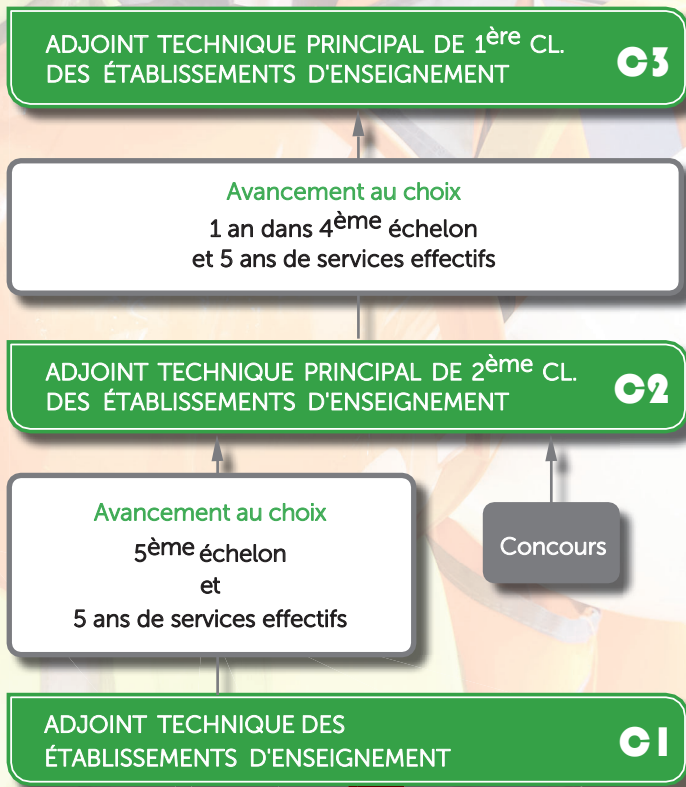 ADJOINT TECHNIQUE PRINCIPAL DE 1ère CL.
DES ÉTABLISSEMENTS D'ENSEIGNEMENT
C3
Avancement au choix
1 an dans 4ème échelon
et 5 ans de services effectifs
ADJOINT TECHNIQUE PRINCIPAL DE 2ème CL.
DES ÉTABLISSEMENTS D'ENSEIGNEMENT
C2
Avancement au choix
5ème échelon
et
5 ans de services effectifs
Concours
ADJOINT TECHNIQUE DES
ÉTABLISSEMENTS D'ENSEIGNEMENT
C1